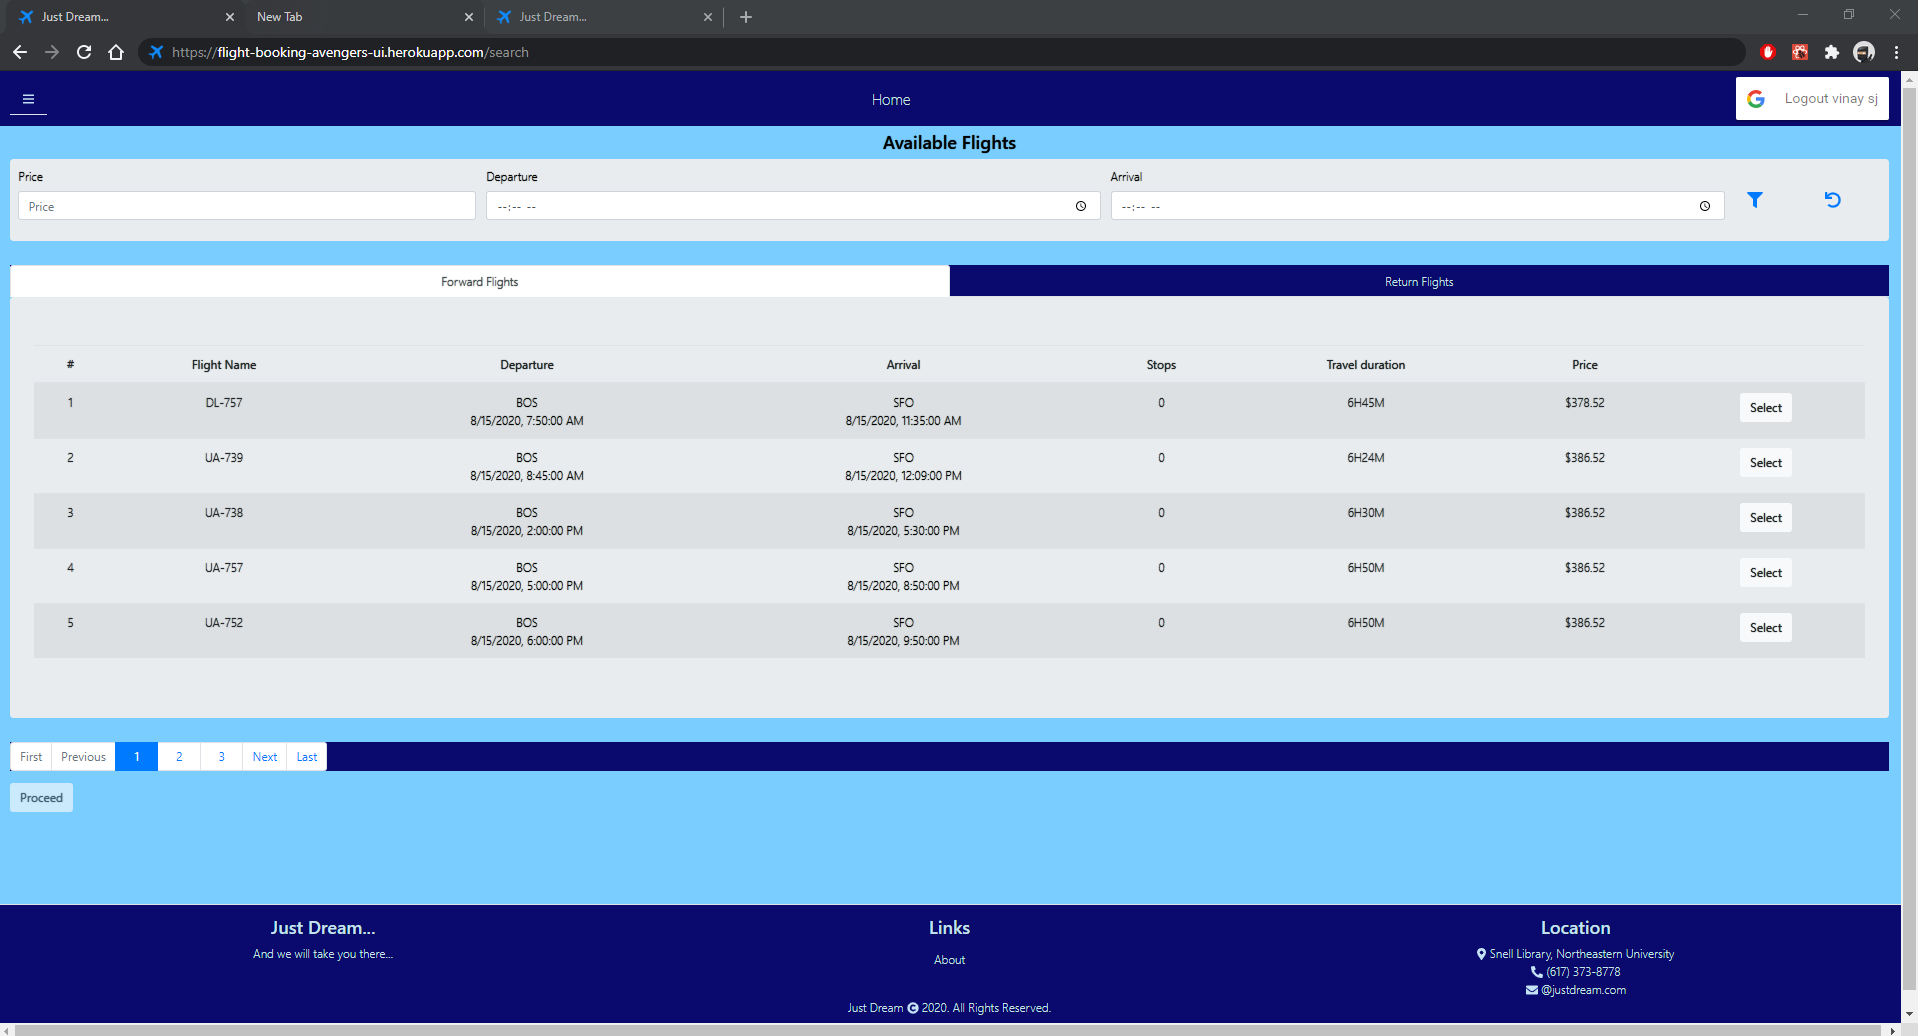 Just Dream...
New Tab
Just Dream...
https://flight-booking-avengers-ui.herokuapp.com/search
Home
Logout vinay sj
Available Flights
Price Departure Arrival
Price --:-- -- --:-- --
Forward Flights Return Flights
# Flight Name Departure Arrival Stops Travel duration Price
1 DL-757 BOS SFO 0 6H45M $378.52 Select
8/15/2020, 7:50:00 AM 8/15/2020, 11:35:00 AM
2 UA-739 BOS SFO 0 6H24M $386.52 Select
8/15/2020, 8:45:00 AM 8/15/2020, 12:09:00 PM
3 UA-738 BOS SFO 0 6H30M $386.52 Select
8/15/2020, 2:00:00 PM 8/15/2020, 5:30:00 PM
4 UA-757 BOS SFO 0 6H50M $386.52 Select
8/15/2020, 5:00:00 PM 8/15/2020, 8:50:00 PM
5 UA-752 BOS SFO 0 6H50M $386.52 Select
8/15/2020, 6:00:00 PM 8/15/2020, 9:50:00 PM
First Previous 1 2 3 Next Last
Proceed
Just Dream...
And we will take you there...
Links
About
Location
Snell Library, Northeastern University
(617) 373-8778
@justdream.com
Just Dream © 2020. All Rights Reserved.